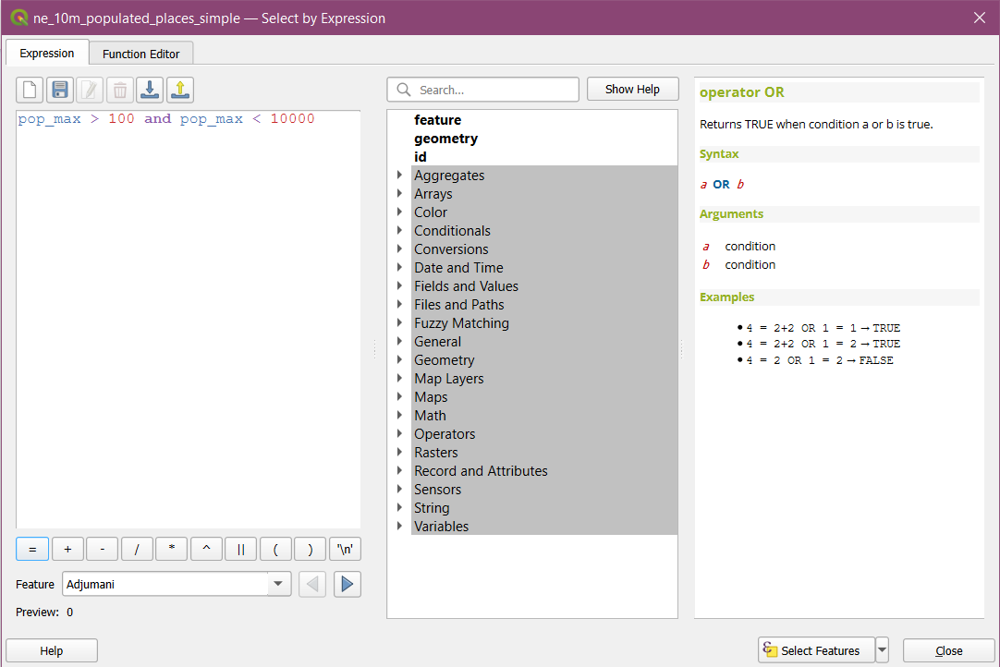 ne_10m_populated_places_simple — Select by Expression
Expression
Function Editor
pop_max > 100 and pop_max < 10000
= + - / * ^ || ( ) '\n'
Feature Adjumani
Preview: 0
Search...
Show Help
feature
geometry
id
Aggregates
Arrays
Color
Conditionals
Conversions
Date and Time
Fields and Values
Files and Paths
Fuzzy Matching
General
Geometry
Map Layers
Maps
Math
Operators
Rasters
Record and Attributes
Sensors
String
Variables
operator OR
Returns TRUE when condition a or b is true.
Syntax
a OR b
Arguments
a condition
b condition
Examples
• 4 = 2+2 OR 1 = 1 → TRUE
• 4 = 2+2 OR 1 = 2 → TRUE
• 4 = 2 OR 1 = 2 → FALSE
Help
Select Features
Close